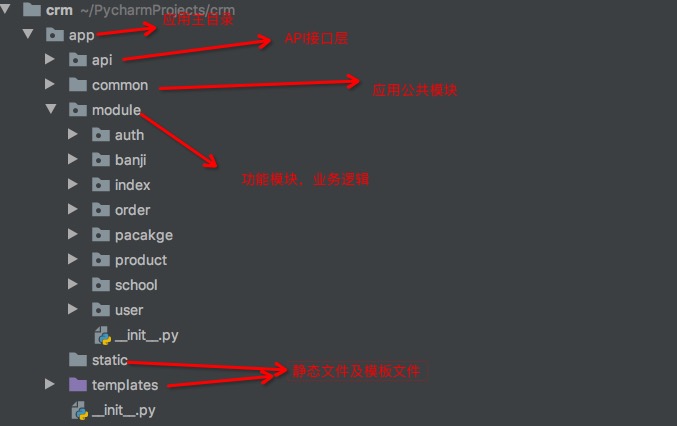 crm ~/PycharmProjects/crm
app 应用主目录
api API接口层
common 应用公共模块
module
auth
banji
index 功能模块，业务逻辑
order
pacakge
product
school
user
__init__.py
static
静态文件及模板文件
templates
__init__.py